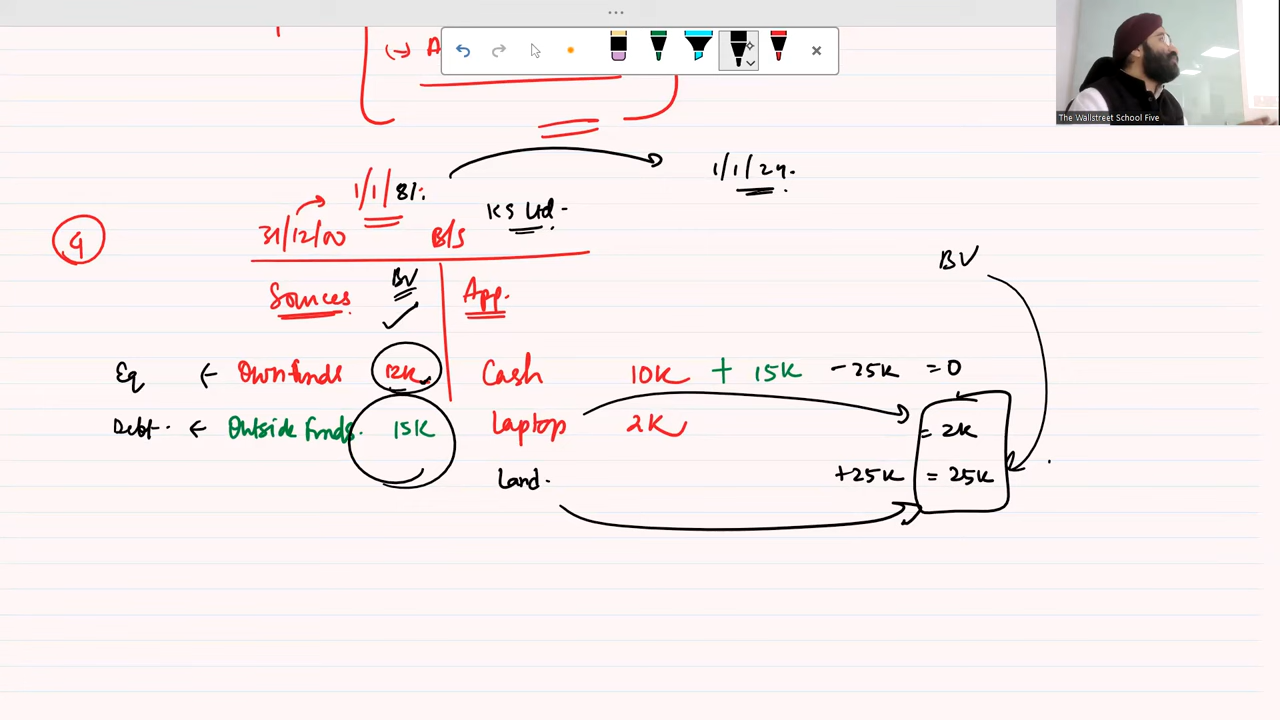 (→) A
The Wallstreet School Five
1/1/81. 1/1/24.
31/12/00 B/S KS Ltd.
4
BV
Sources BV App.
Eq ← Own funds 12K Cash 10K + 15K - 25K = 0
Debt. ← Outside Funds. 15K Laptop 2K = 2K
Land. +25K = 25K